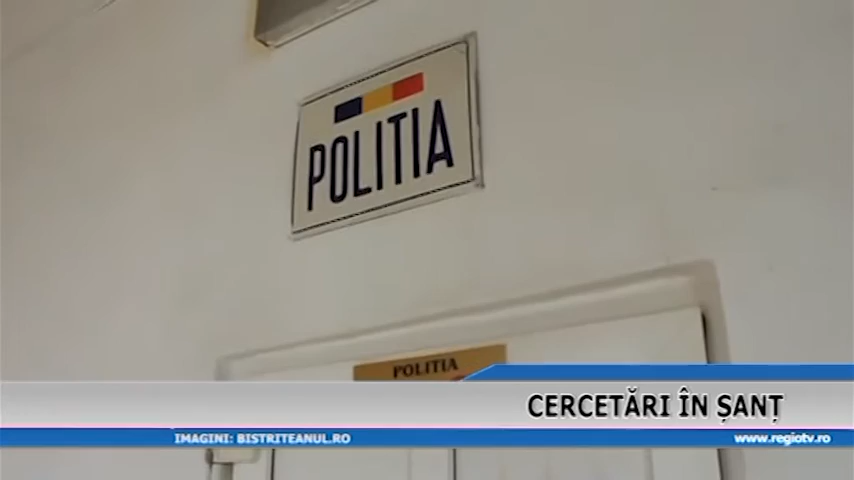 POLITIA
POLITIA
CERCETĂRI ÎN ȘANȚ
IMAGINI: BISTRITEANUL.RO
www.regiotv.ro